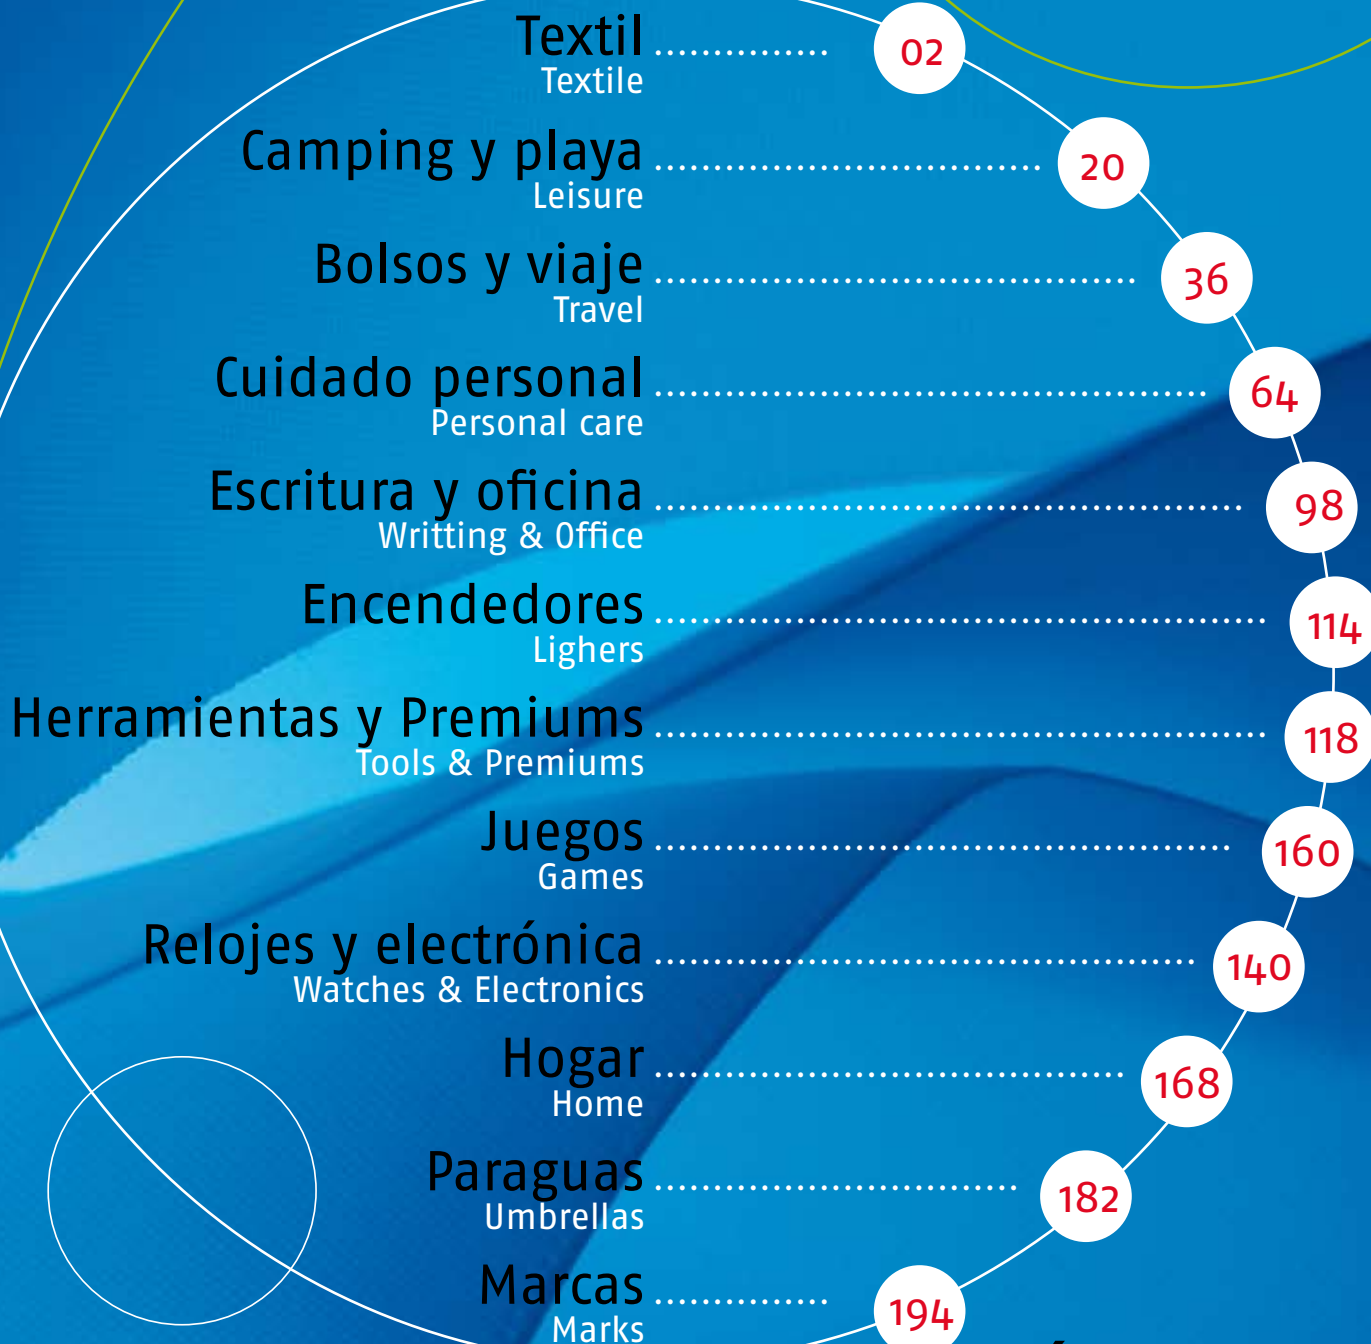 Textil .............. 02
Textile
Camping y playa ................................ 20
Leisure
Bolsos y viaje ........................................ 36
Travel
Cuidado personal .............................................. 64
Personal care
Escritura y oficina ................................................. 98
Writting & Office
Encendedores ................................................... 114
Lighers
Herramientas y Premiums ................................................... 118
Tools & Premiums
Juegos ................................................ 160
Games
Relojes y electrónica ............................................. 140
Watches & Electronics
Hogar ....................................... 168
Home
Paraguas .............................. 182
Umbrellas
Marcas .............. 194
Marks